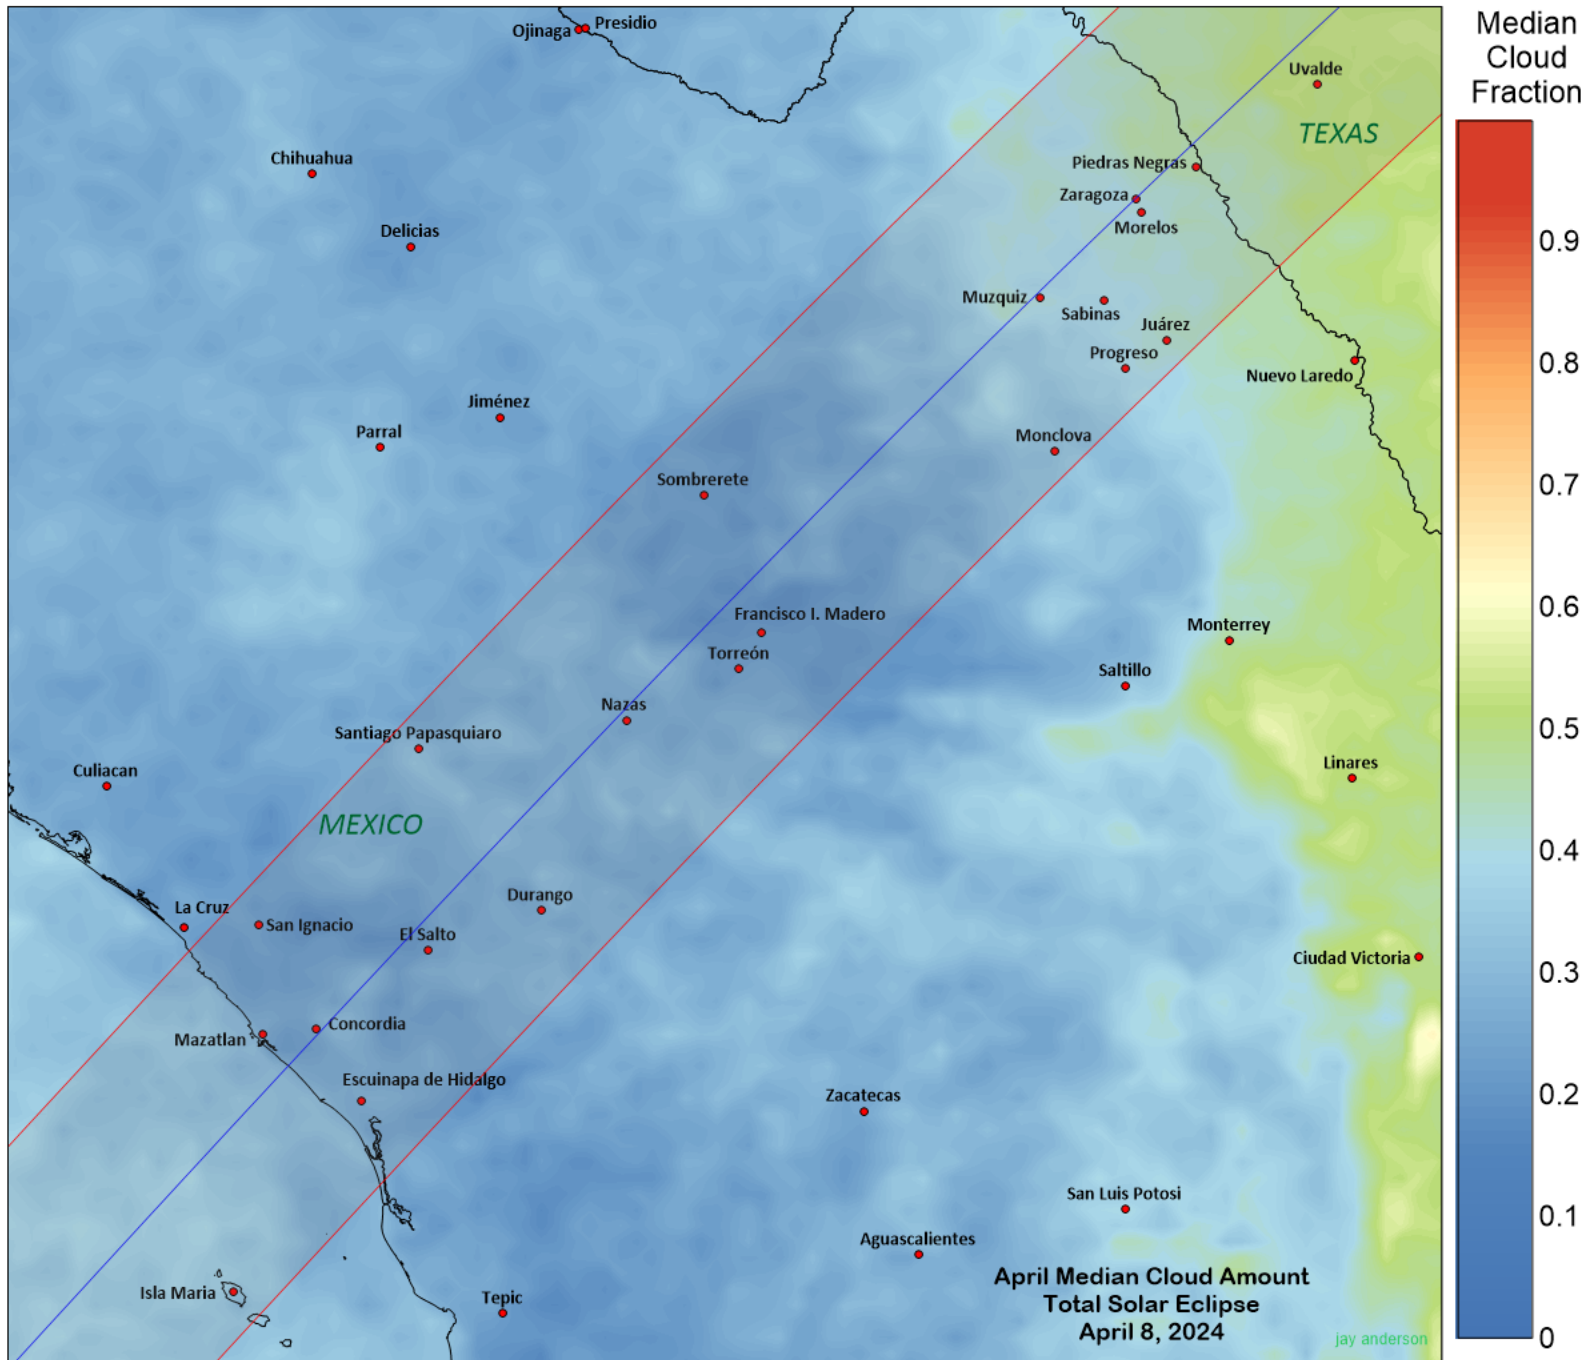 Median
Cloud
Fraction
Ojinaga
Presidio
Uvalde
TEXAS
Chihuahua
Piedras Negras
Zaragoza
Morelos
Delicias
0.9
Muzquiz
Sabinas
Juárez
Progreso
Nuevo Laredo
0.8
Jiménez
Parral
Monclova
Sombrerete
0.7
Francisco I. Madero
0.6
Torreón
Monterrey
Saltillo
Nazas
Santiago Papasquiaro
0.5
Culiacan
Linares
MEXICO
0.4
Durango
La Cruz
San Ignacio
El Salto
Ciudad Victoria
0.3
Concordia
Mazatlan
Escuinapa de Hidalgo
Zacatecas
0.2
San Luis Potosi
0.1
Aguascalientes
Isla Maria
Tepic
April Median Cloud Amount
Total Solar Eclipse
April 8, 2024
jay anderson
0